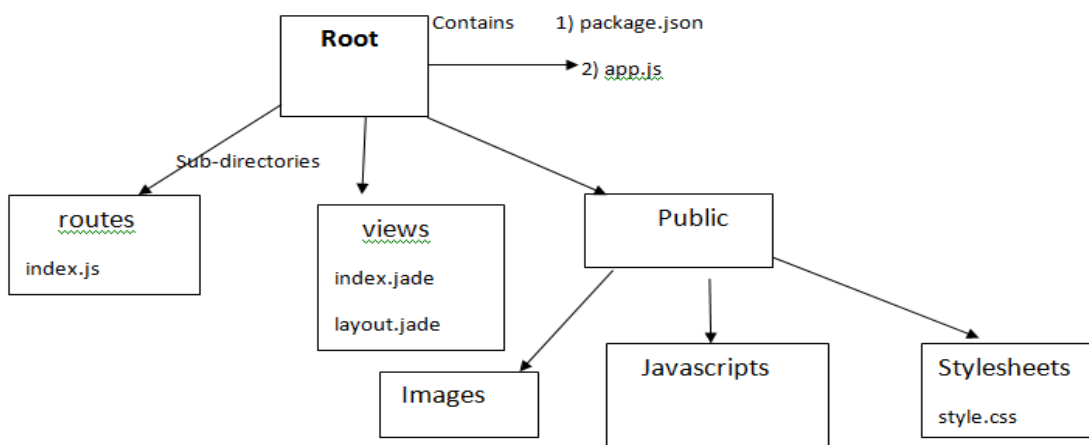 Root
Contains 1) package.json
2) app.js
Sub-directories
routes
index.js
views
index.jade
layout.jade
Public
Images
Javascripts
Stylesheets
style.css